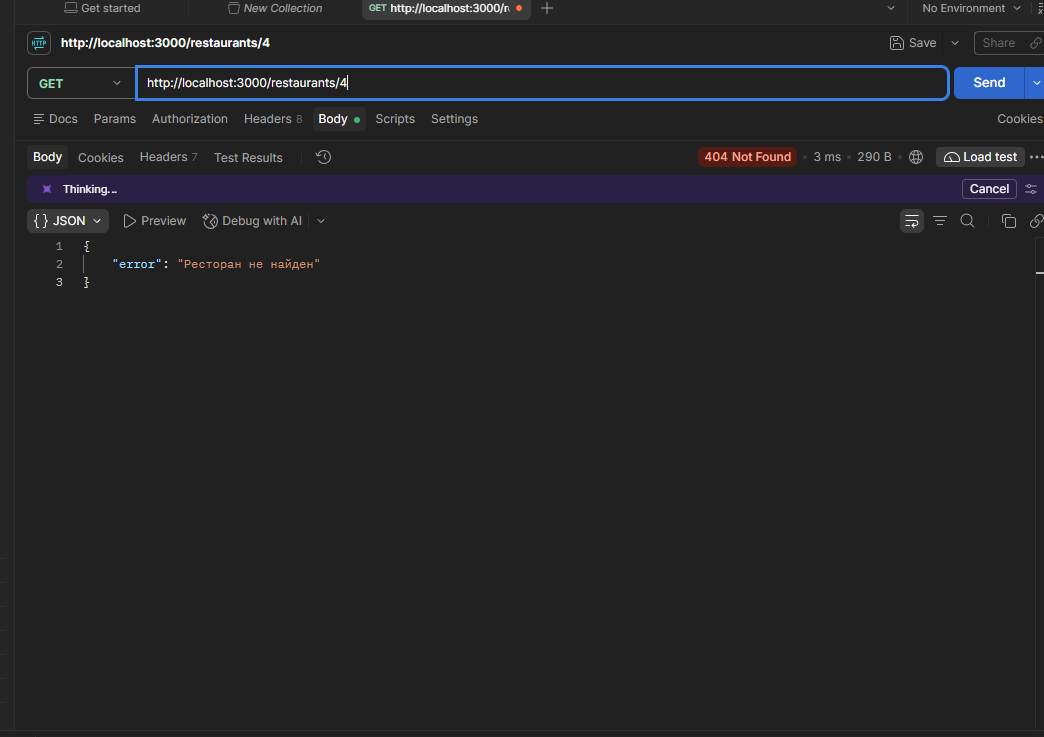 Get started New Collection GET http://localhost:3000/r No Environment
HTTP http://localhost:3000/restaurants/4 Save Share
GET http://localhost:3000/restaurants/4 Send
Docs Params Authorization Headers 8 Body Scripts Settings Cookies
Body Cookies Headers 7 Test Results 404 Not Found 3 ms 290 B Load test
Thinking... Cancel
{} JSON Preview Debug with AI
1 {
2 "error": "Ресторан не найден"
3 }